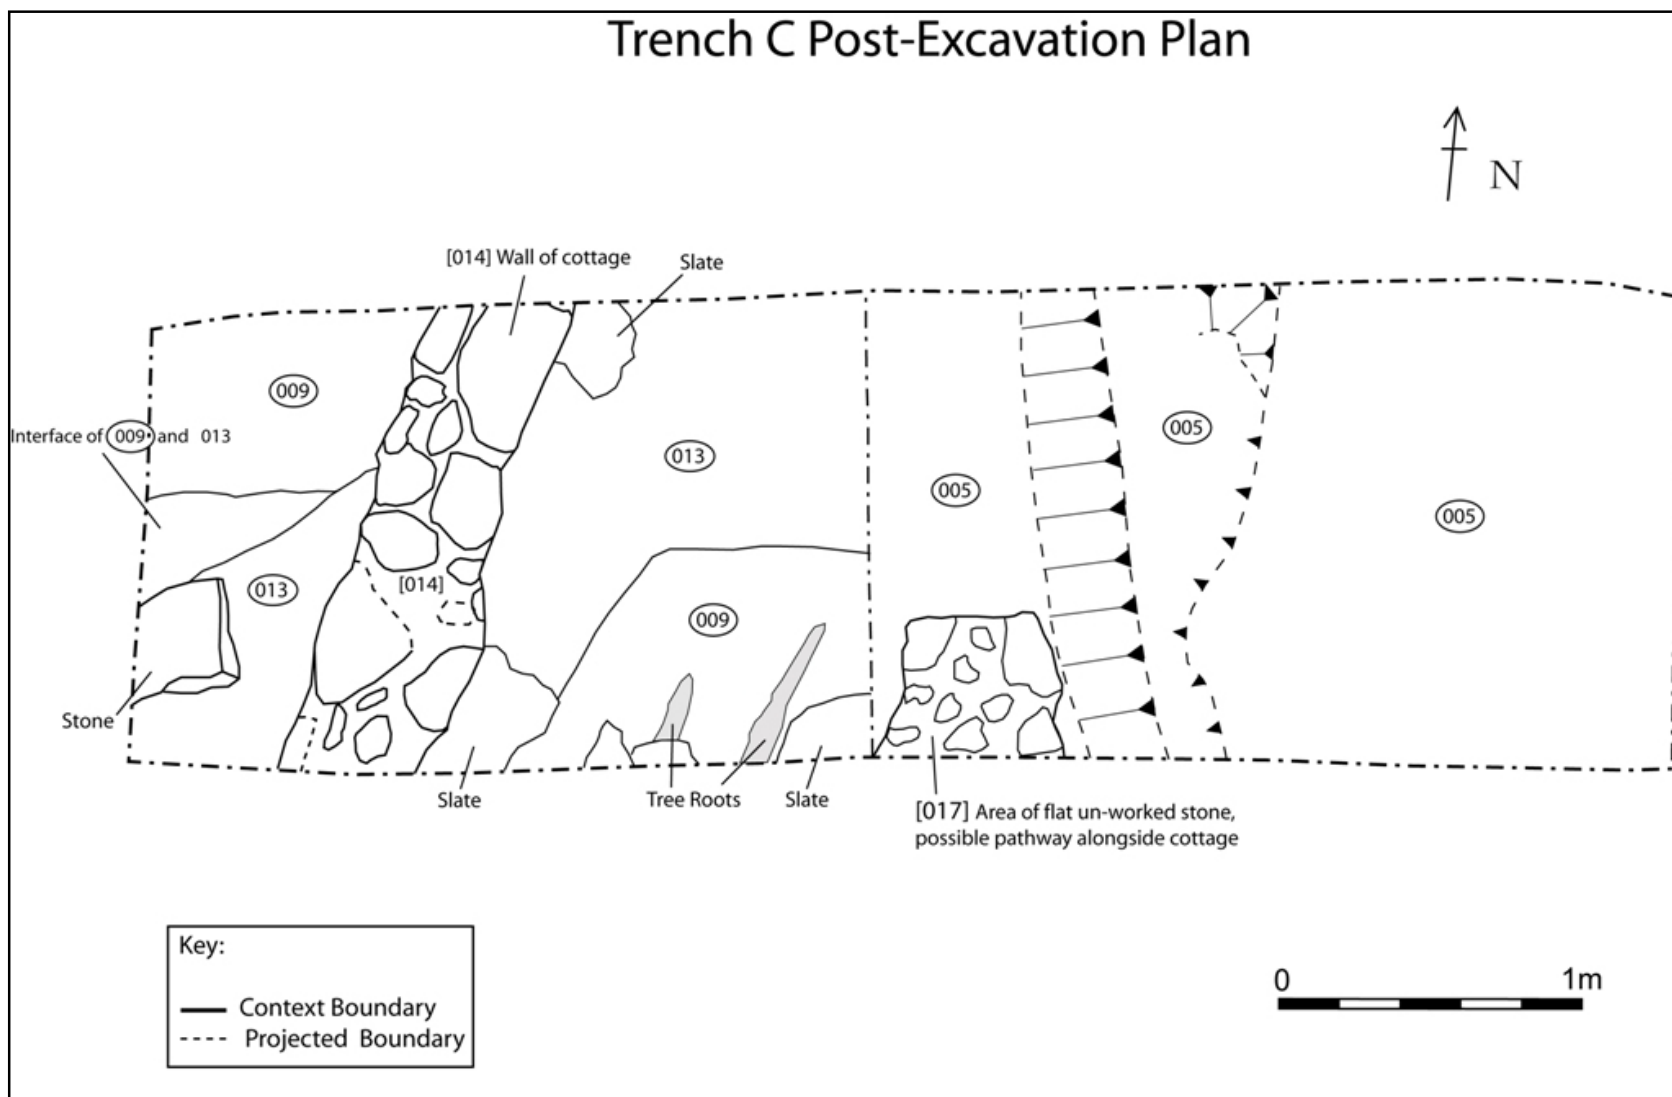 Trench C Post-Excavation Plan
N
[014] Wall of cottage
Slate
009
Interface of 009 and 013
013
005
005
005
013
[014]
009
Stone
Slate
Tree Roots
Slate
[017] Area of flat un-worked stone,
possible pathway alongside cottage
Key:
Context Boundary
Projected Boundary
0 1m